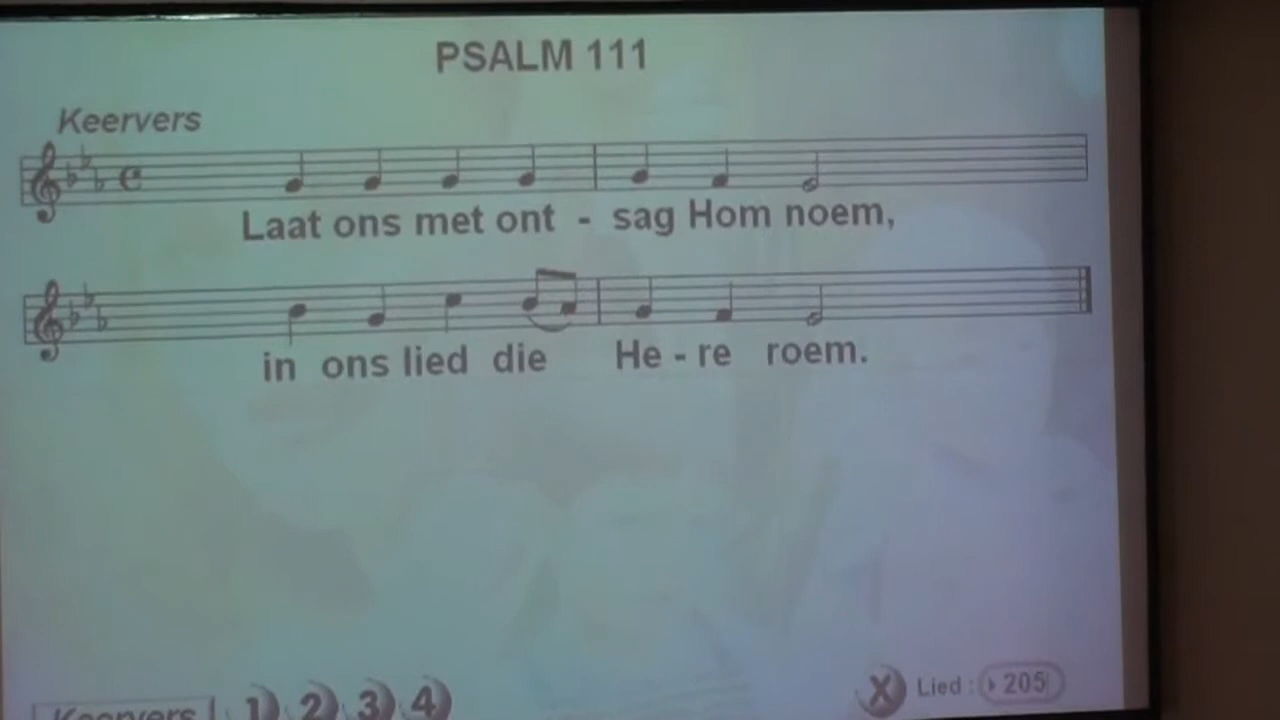 PSALM 111
Keervers
Laat ons met ont - sag Hom noem,
in ons lied die He - re roem.
Keervers 1 2 3 4 X Lied : 205